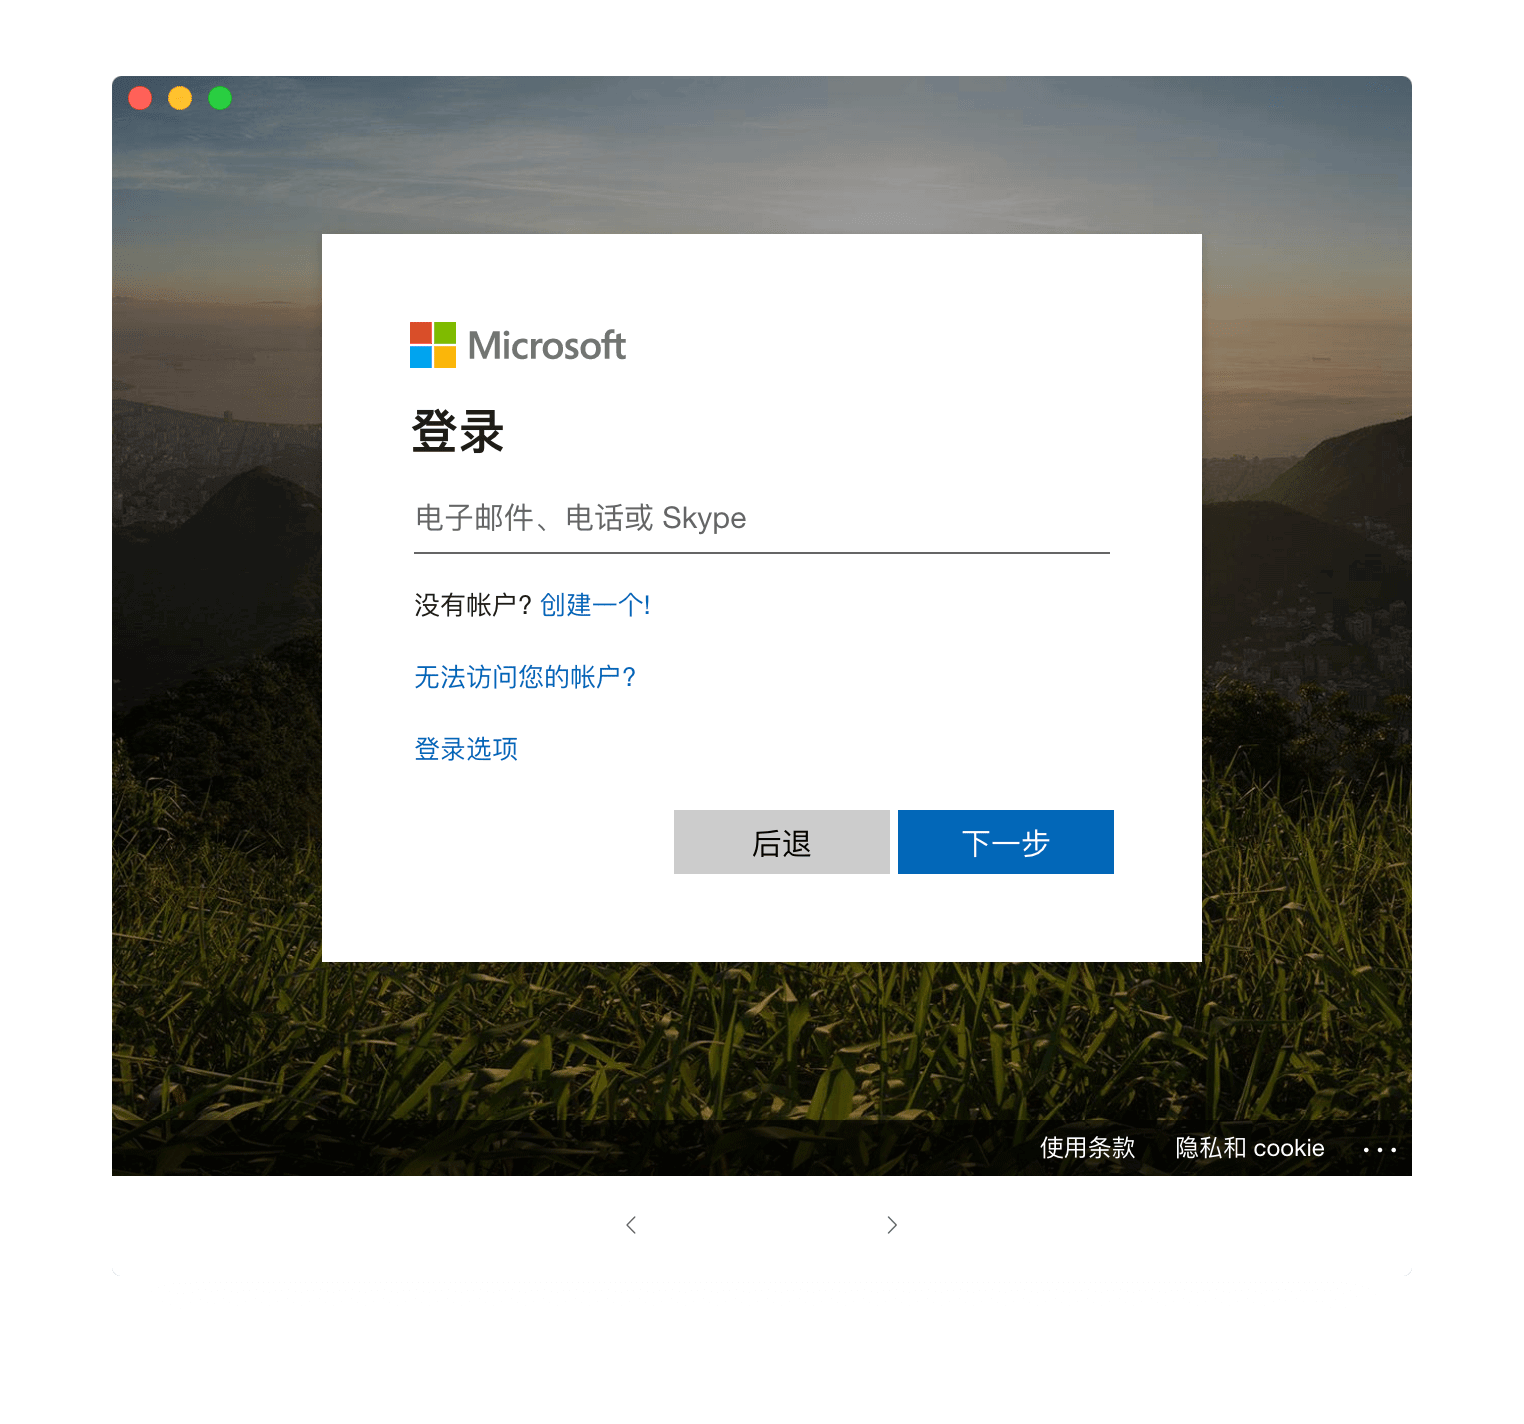 Microsoft
登录
电子邮件、电话或 Skype
没有帐户? 创建一个!
无法访问您的帐户?
登录选项
后退 下一步
使用条款 隐私和 cookie